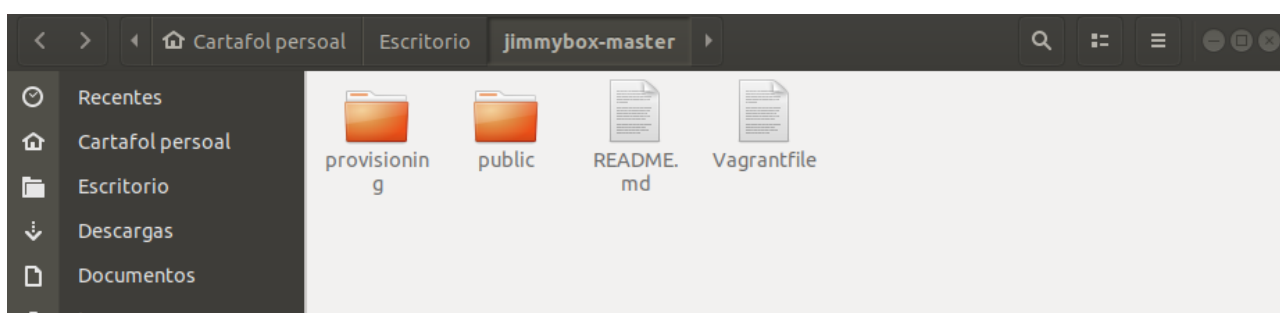 Cartafol persoal Escritorio jimmybox-master
Recentes
Cartafol persoal
Escritorio
Descargas
Documentos
provisionin
g
public
README.
md
Vagrantfile